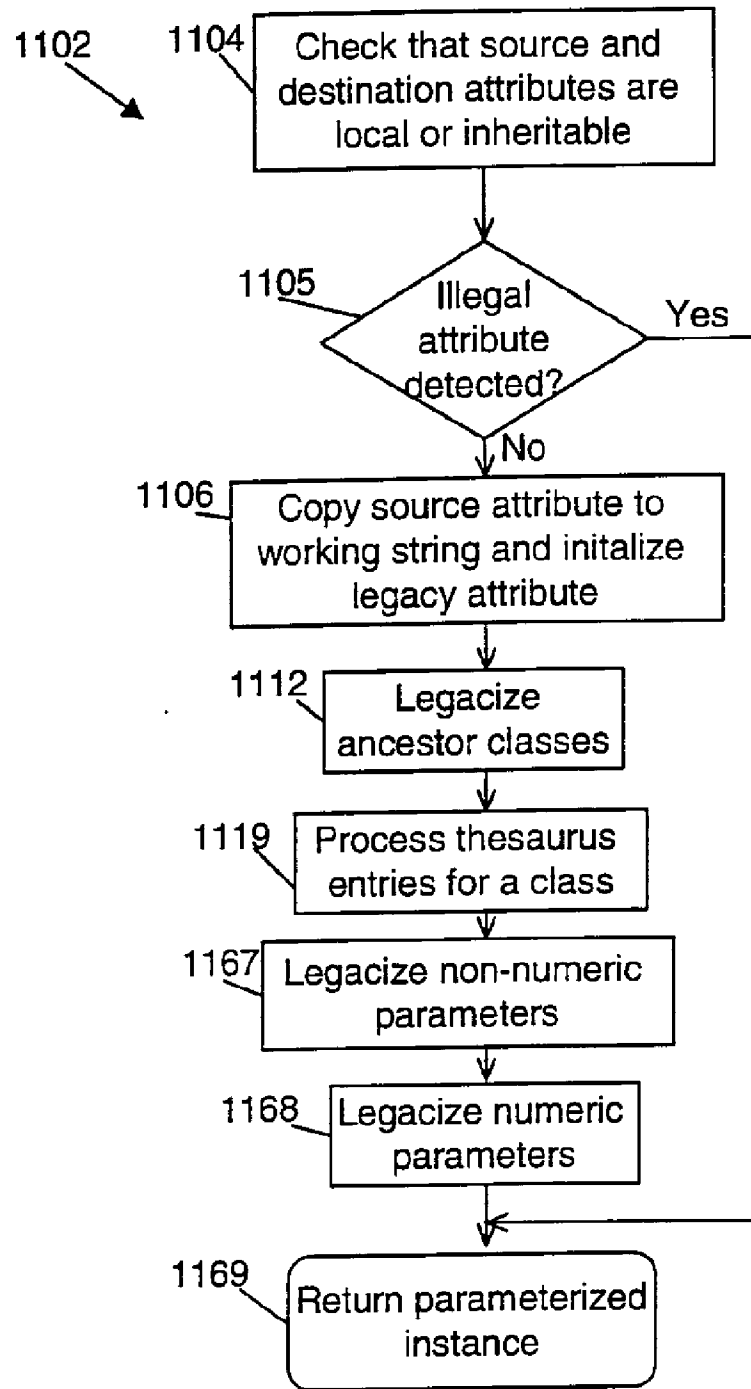 1102
1104
Check that source and
destination attributes are
local or inheritable
1105
Illegal
attribute
detected?
Yes
No
1106
Copy source attribute to
working string and initalize
legacy attribute
1112
Legacize
ancestor classes
1119
Process thesaurus
entries for a class
1167
Legacize non-numeric
parameters
1168
Legacize numeric
parameters
1169
Return parameterized
instance